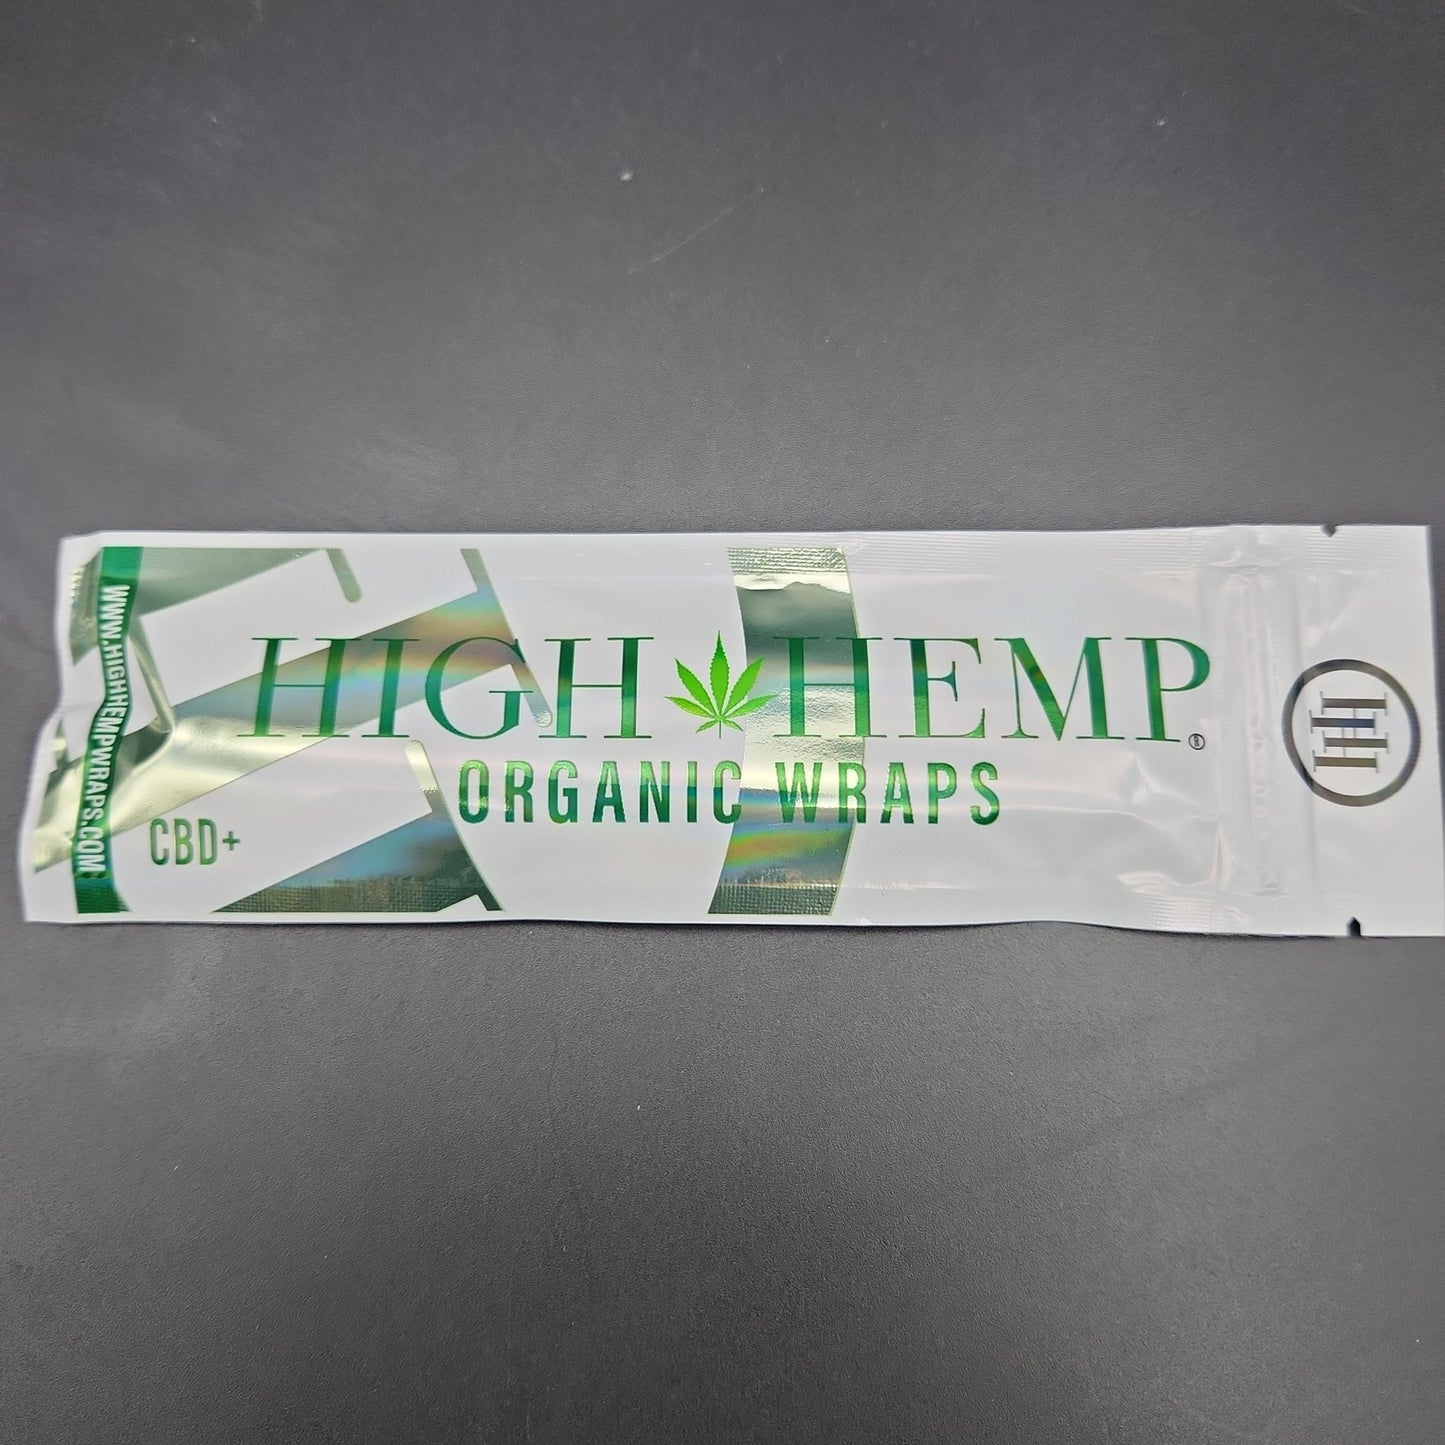 WWW.HIGHHEMPWRAPS.COM
HIGH HEMP®
ORGANIC WRAPS
CBD+
HH